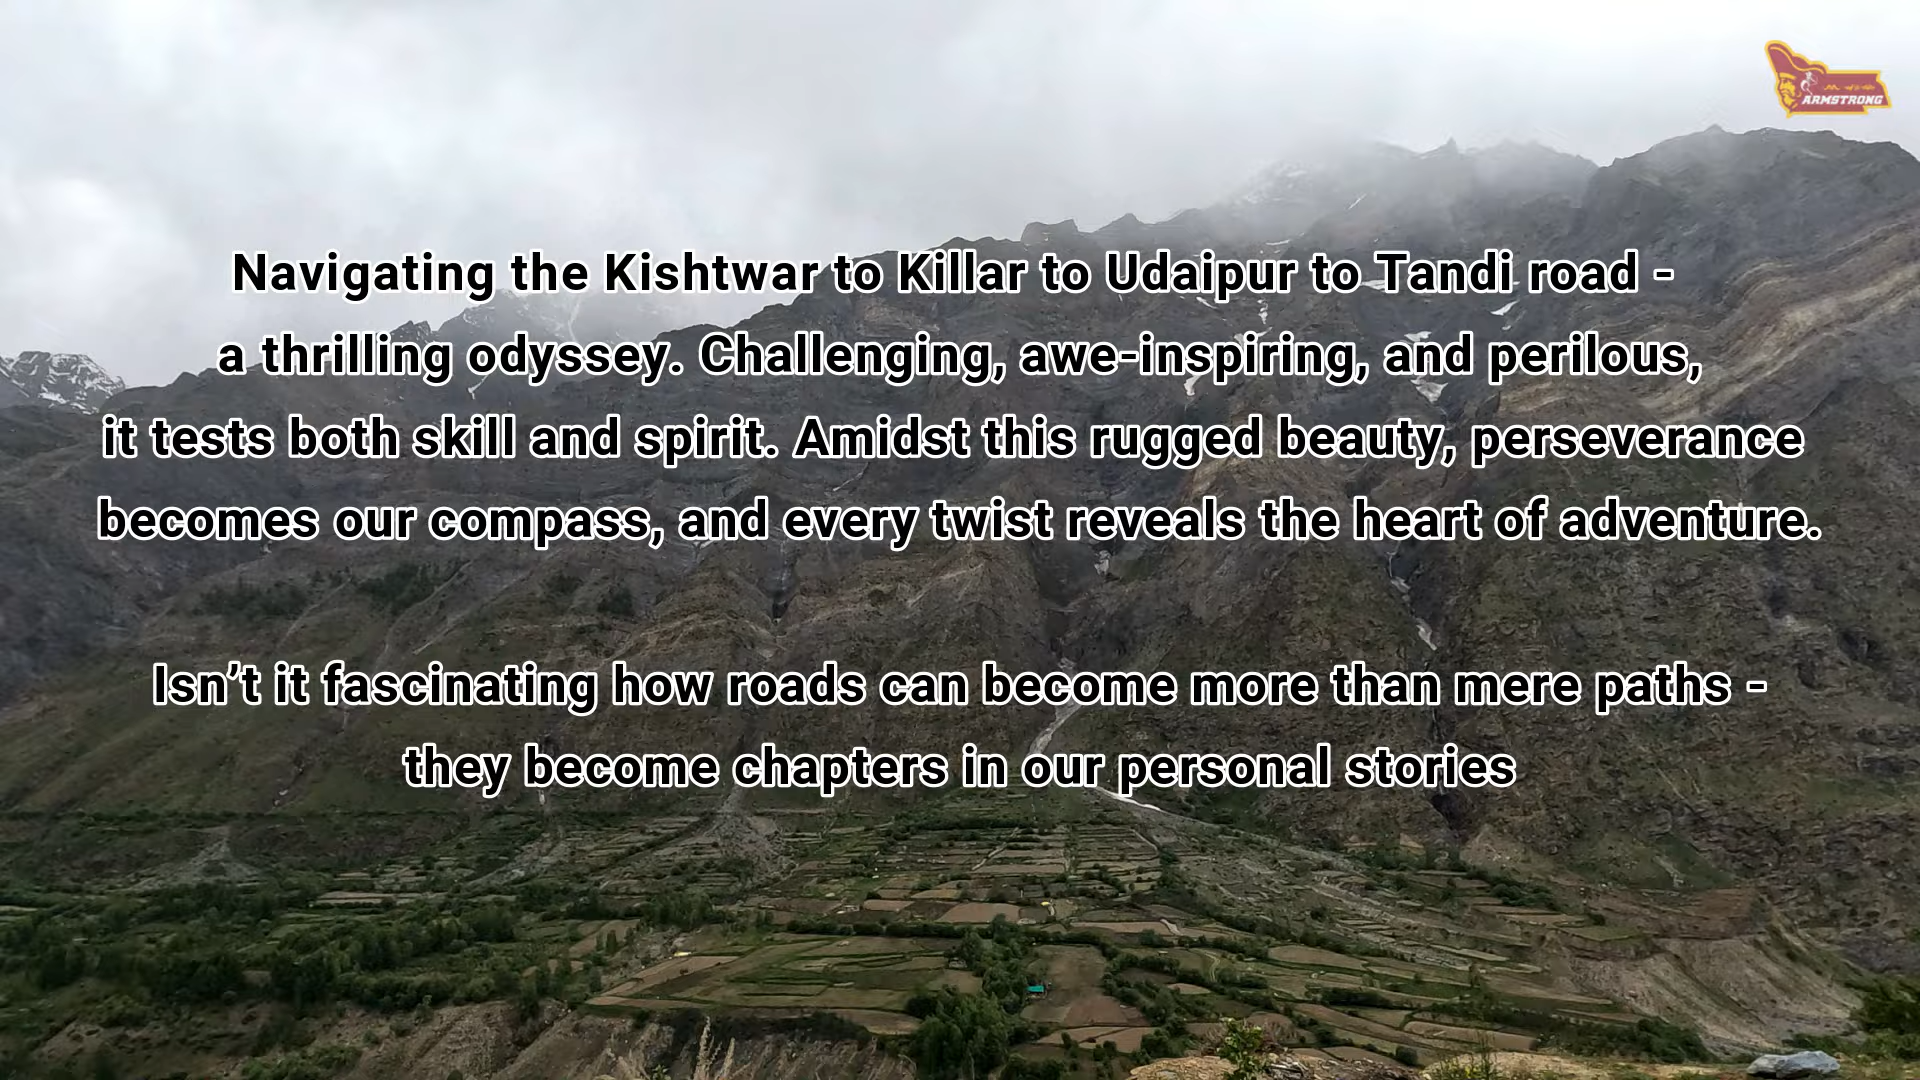 ARMSTRONG
Navigating the Kishtwar to Killar to Udaipur to Tandi road -
a thrilling odyssey. Challenging, awe-inspiring, and perilous,
it tests both skill and spirit. Amidst this rugged beauty, perseverance
becomes our compass, and every twist reveals the heart of adventure.
Isn’t it fascinating how roads can become more than mere paths -
they become chapters in our personal stories